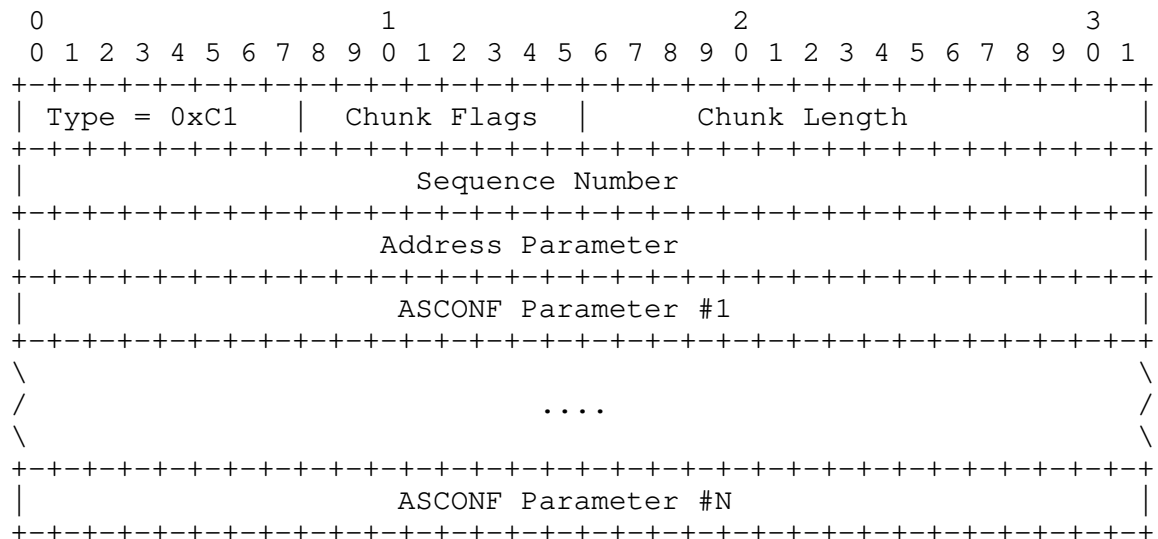 0                   1                   2                   3
 0 1 2 3 4 5 6 7 8 9 0 1 2 3 4 5 6 7 8 9 0 1 2 3 4 5 6 7 8 9 0 1
+-+-+-+-+-+-+-+-+-+-+-+-+-+-+-+-+-+-+-+-+-+-+-+-+-+-+-+-+-+-+-+-+
| Type = 0xC1   |  Chunk Flags  |      Chunk Length             |
+-+-+-+-+-+-+-+-+-+-+-+-+-+-+-+-+-+-+-+-+-+-+-+-+-+-+-+-+-+-+-+-+
|                      Sequence Number                          |
+-+-+-+-+-+-+-+-+-+-+-+-+-+-+-+-+-+-+-+-+-+-+-+-+-+-+-+-+-+-+-+-+
|                    Address Parameter                          |
+-+-+-+-+-+-+-+-+-+-+-+-+-+-+-+-+-+-+-+-+-+-+-+-+-+-+-+-+-+-+-+-+
|                     ASCONF Parameter #1                       |
+-+-+-+-+-+-+-+-+-+-+-+-+-+-+-+-+-+-+-+-+-+-+-+-+-+-+-+-+-+-+-+-+
\                                                               \
/                             ....                              /
\                                                               \
+-+-+-+-+-+-+-+-+-+-+-+-+-+-+-+-+-+-+-+-+-+-+-+-+-+-+-+-+-+-+-+-+
|                     ASCONF Parameter #N                       |
+-+-+-+-+-+-+-+-+-+-+-+-+-+-+-+-+-+-+-+-+-+-+-+-+-+-+-+-+-+-+-+-+